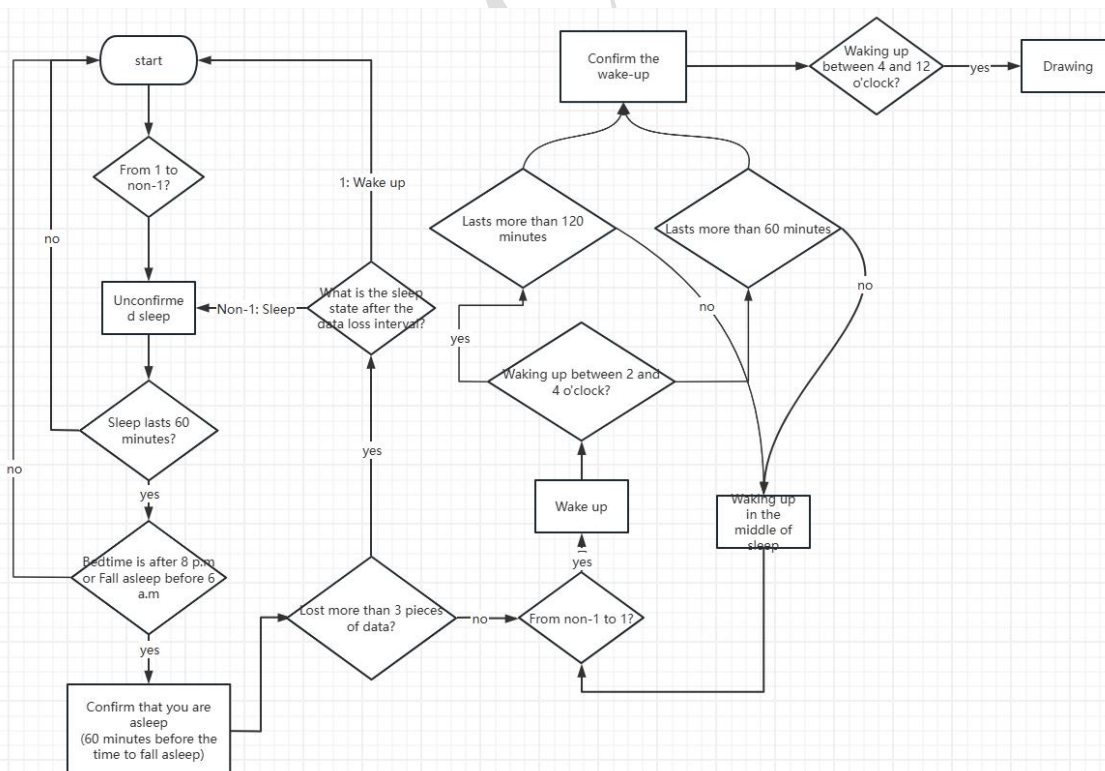 start
From 1 to
non-1?
no
Unconfirme
d sleep
Sleep lasts 60
minutes?
no
yes
Bedtime is after 8 p.m
or Fall asleep before 6
a.m
yes
Confirm that you are
asleep
(60 minutes before the
time to fall asleep)
1: Wake up
What is the sleep
state after the
data loss interval?
Non-1: Sleep
yes
Lost more than 3 pieces
of data?
no
From non-1 to 1?
yes
Wake up
Waking up between 2 and
4 o'clock?
yes
Lasts more than 120
minutes
no
Lasts more than 60 minutes
no
Waking up
in the
middle of
sleep
Confirm the
wake-up
Waking up
between 4 and 12
o'clock?
yes
Drawing